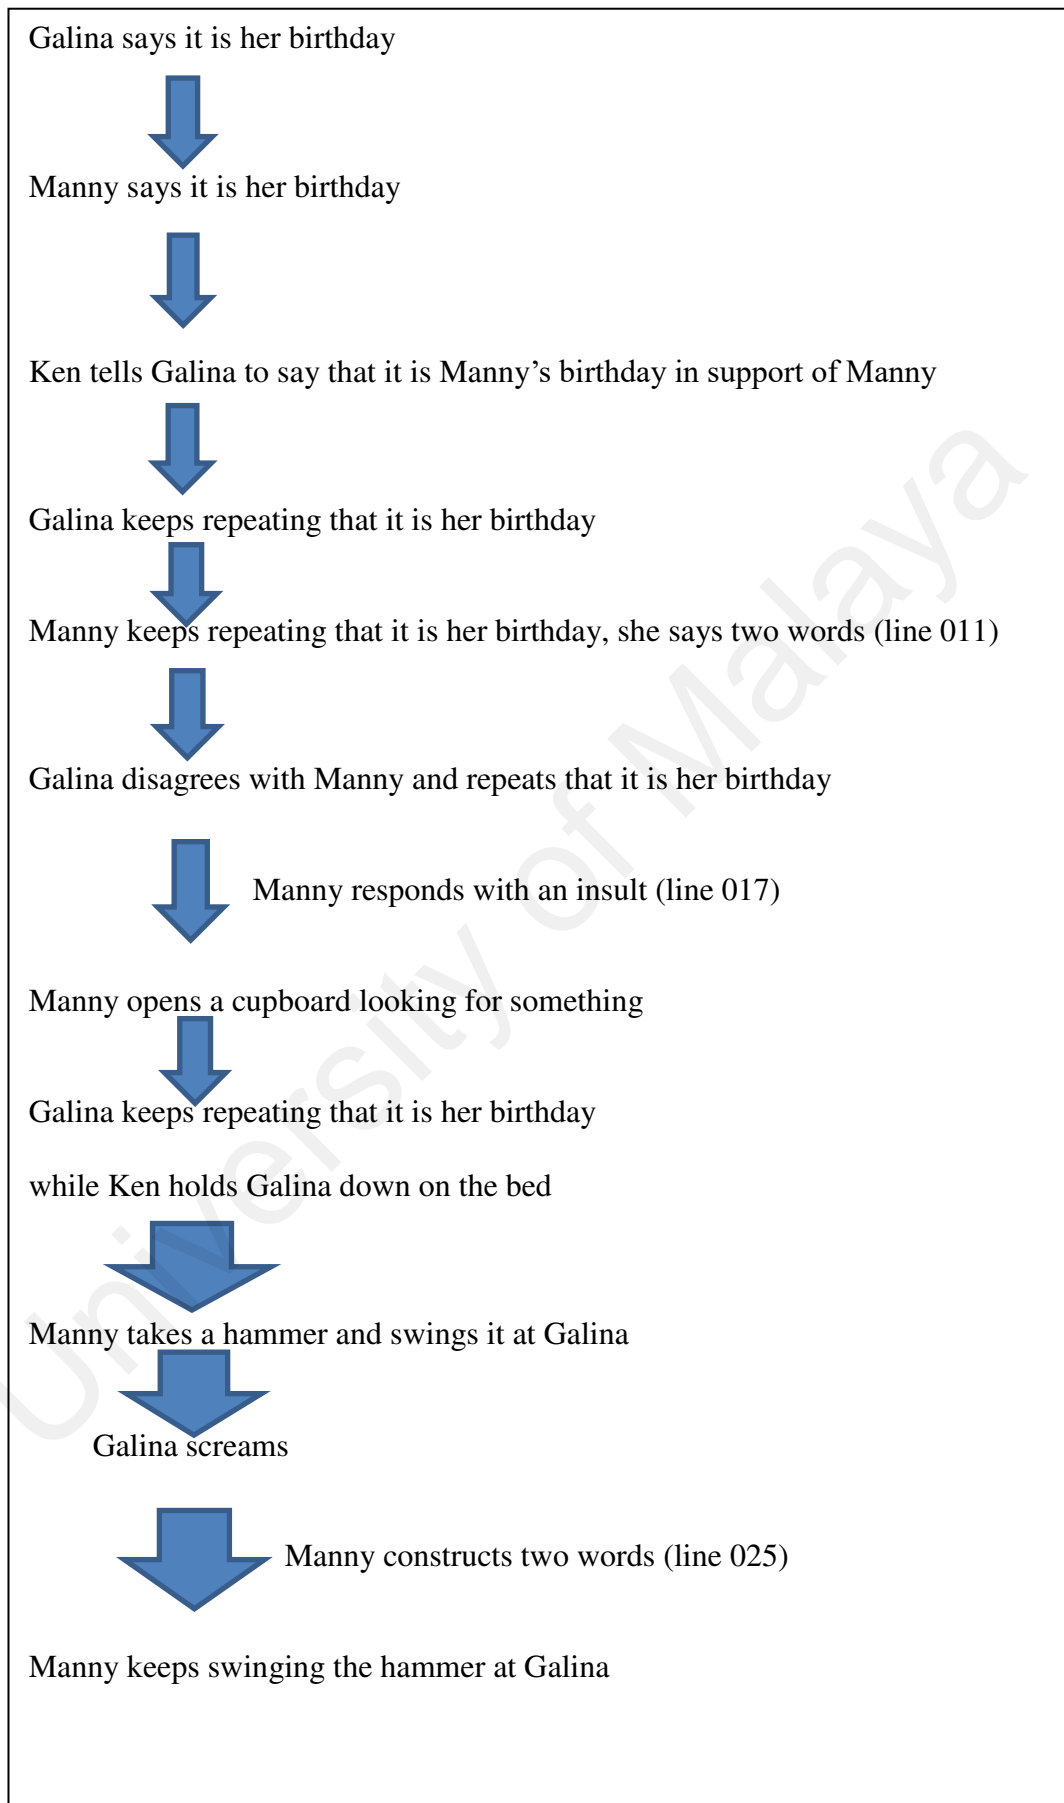 Galina says it is her birthday
Manny says it is her birthday
Ken tells Galina to say that it is Manny’s birthday in support of Manny
Galina keeps repeating that it is her birthday
Manny keeps repeating that it is her birthday, she says two words (line 011)
Galina disagrees with Manny and repeats that it is her birthday
Manny responds with an insult (line 017)
Manny opens a cupboard looking for something
Galina keeps repeating that it is her birthday
while Ken holds Galina down on the bed
Manny takes a hammer and swings it at Galina
Galina screams
Manny constructs two words (line 025)
Manny keeps swinging the hammer at Galina
University of Malaya